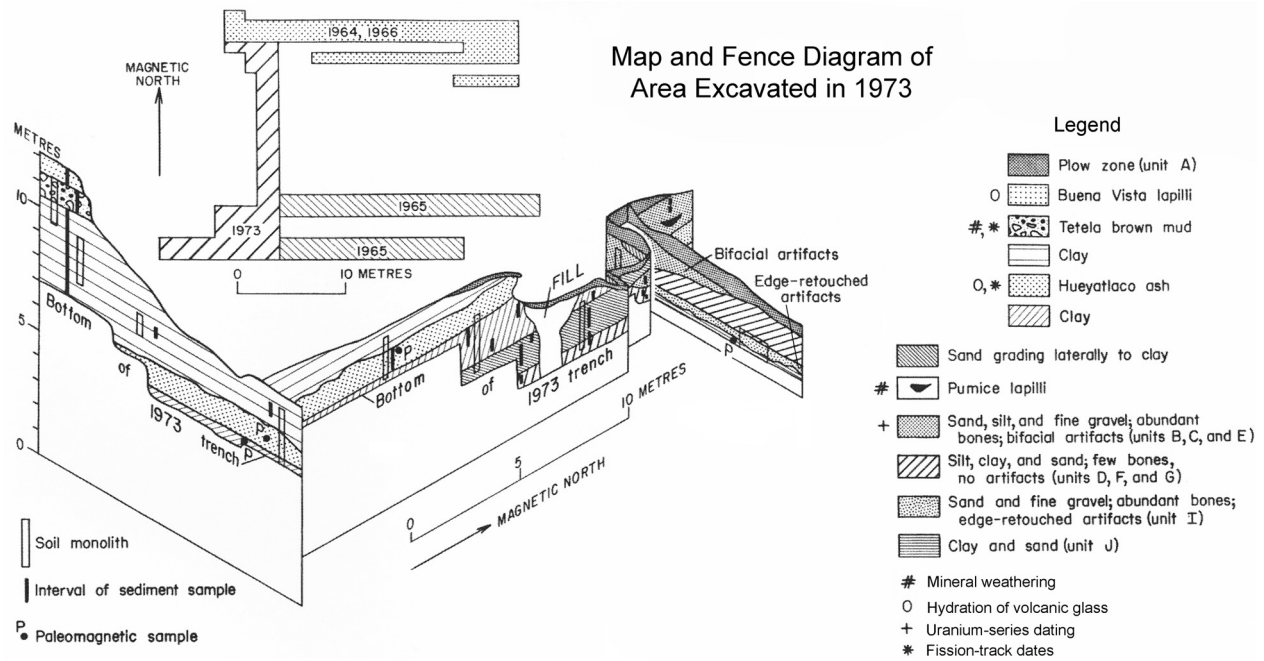 Map and Fence Diagram of
Area Excavated in 1973
1964, 1966
MAGNETIC
NORTH
1965
1973
1965
0 10 METRES
METRES
10
5
0
Bottom
of
1973
trench
P
P
P
Bottom
of
1973 trench
FILL
Bifacial artifacts
Edge-retouched
artifacts
P
0
5
10 METRES
MAGNETIC NORTH
Soil monolith
Interval of sediment sample
P Paleomagnetic sample
Legend
Plow zone (unit A)
O Buena Vista lapilli
#, * Tetela brown mud
Clay
O, * Hueyatlaco ash
Clay
Sand grading laterally to clay
# Pumice lapilli
+ Sand, silt, and fine gravel; abundant
bones; bifacial artifacts (units B, C, and E)
Silt, clay, and sand; few bones,
no artifacts (units D, F, and G)
Sand and fine gravel; abundant bones;
edge-retouched artifacts (unit I)
Clay and sand (unit J)
# Mineral weathering
O Hydration of volcanic glass
+ Uranium-series dating
* Fission-track dates